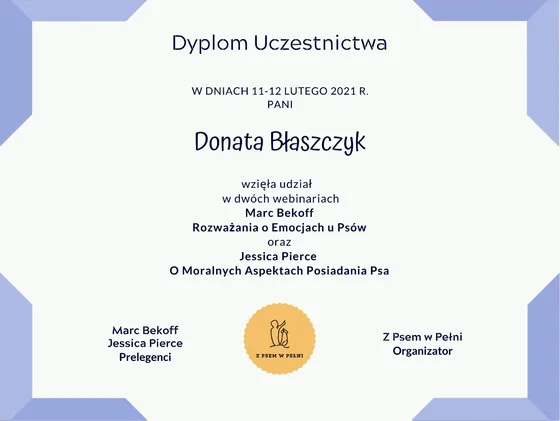 Dyplom Uczestnictwa
W DNIACH 11-12 LUTEGO 2021 R.
PANI
Donata Błaszczyk
wzięła udział
w dwóch webinariach
Marc Bekoff
Rozważania o Emocjach u Psów
oraz
Jessica Pierce
O Moralnych Aspektach Posiadania Psa
Marc Bekoff
Jessica Pierce
Prelegenci
Z PSEM W PEŁNI
Z Psem w Pełni
Organizator